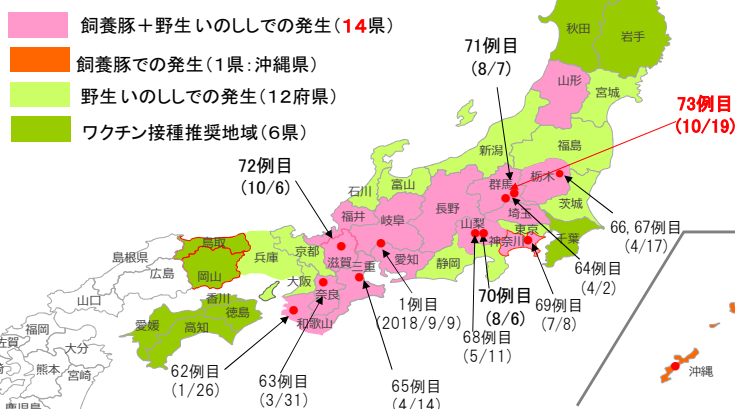 飼養豚＋野生いのししでの発生（14県）
飼養豚での発生（１県：沖縄県）
野生いのししでの発生（１２府県）
ワクチン接種推奨地域（６県）
秋田
岩手
71例目
(8/7)
山形
宮城
73例目
(10/19)
新潟
福島
72例目
(10/6)
群馬
栃木
石川
富山
茨城
福井
岐阜
長野
埼玉
66, 67例目
(4/17)
山梨
東京
鳥取
京都
神奈川
千葉
島根県
兵庫
滋賀
愛知
静岡
64例目
(4/2)
広島
岡山
大阪
三重
山口
奈良
1例目
(2018/9/9)
70例目
(8/6)
69例目
(7/8)
香川
徳島
和歌山
68例目
(5/11)
福岡
愛媛
高知
佐賀
大分
62例目
(1/26)
63例目
(3/31)
65例目
(4/14)
熊本
宮崎
沖縄
鹿児島